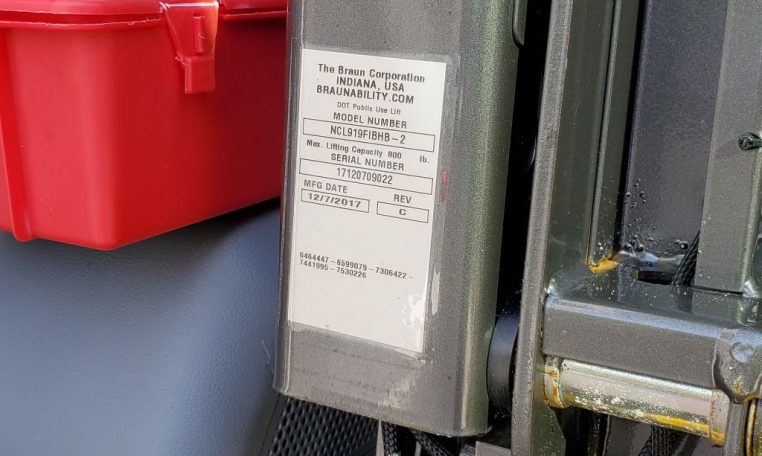 The Braun Corporation
INDIANA, USA
BRAUNABILITY.COM
DOT Public Use Lift
MODEL NUMBER
NCL919FIBHB-2
Max. Lifting Capacity 800 lb.
SERIAL NUMBER
17120709022
MFG DATE REV
12/7/2017 C
6464447-6599079-7306422-
7441995-7530226